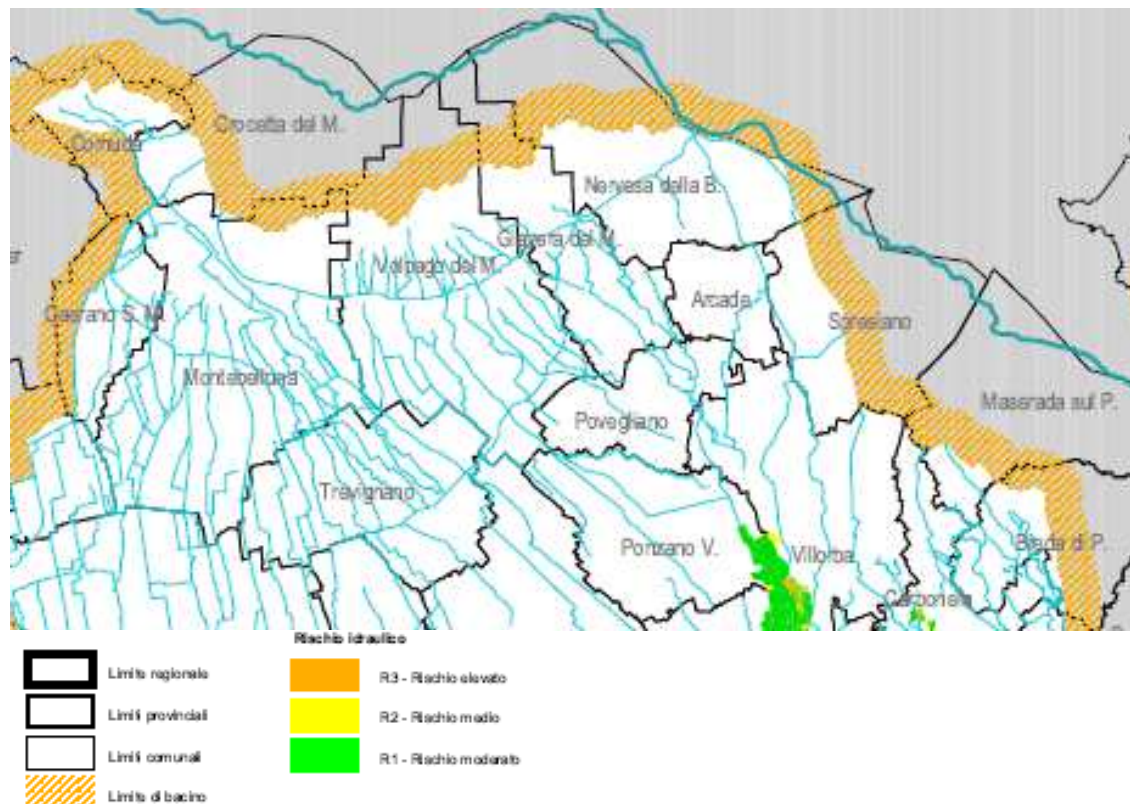 Crocetta del M.
Cornuda
Nervesa della B.
Giavera del M.
Volpago del M.
Arcade
Caerano S. M.
Spresiano
Montebelluna
Maserada sul P.
Povegliano
Trevignano
Ponzano V.
Villorba
Breda di P.
Carbonera
Rischio idraulico
Limite regionale
R3 - Rischio elevato
Limiti provinciali
R2 - Rischio medio
Limiti comunali
R1 - Rischio moderato
Limite di bacino